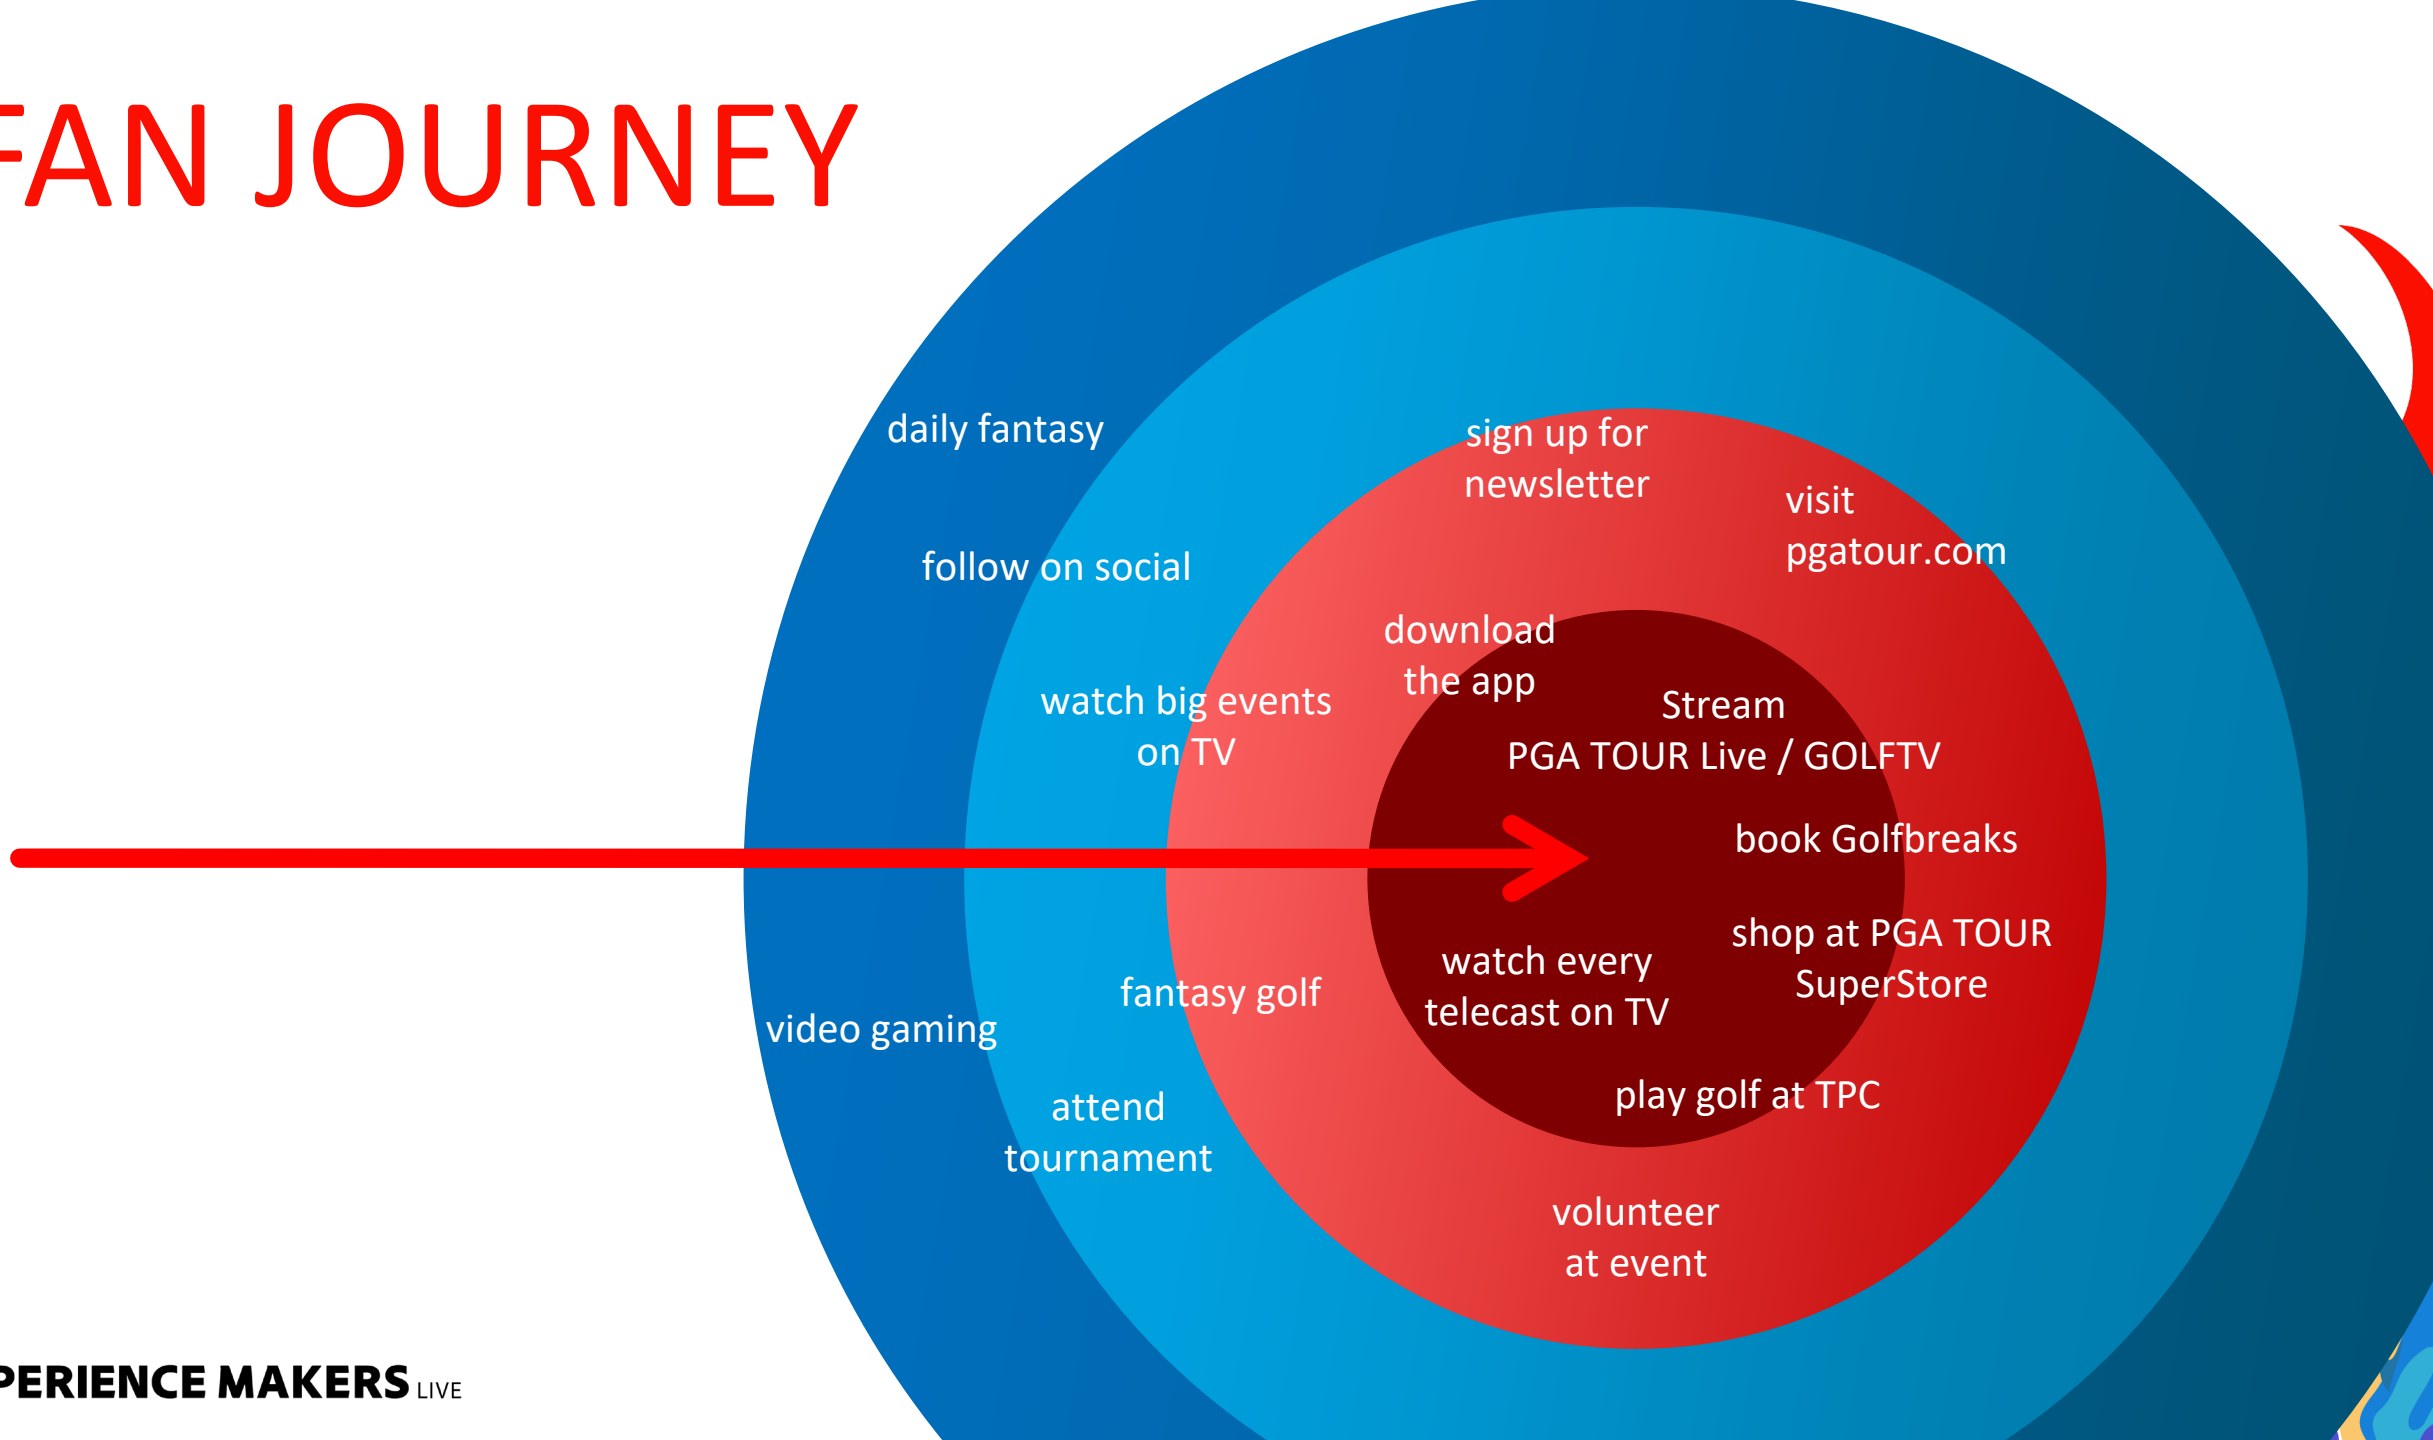 FAN JOURNEY
daily fantasy
sign up for
newsletter
visit
pgatour.com
follow on social
download
the app
watch big events
on TV
Stream
PGA TOUR Live / GOLFTV
book Golfbreaks
shop at PGA TOUR
SuperStore
watch every
telecast on TV
fantasy golf
video gaming
attend
tournament
play golf at TPC
volunteer
at event
PERIENCE MAKERS LIVE